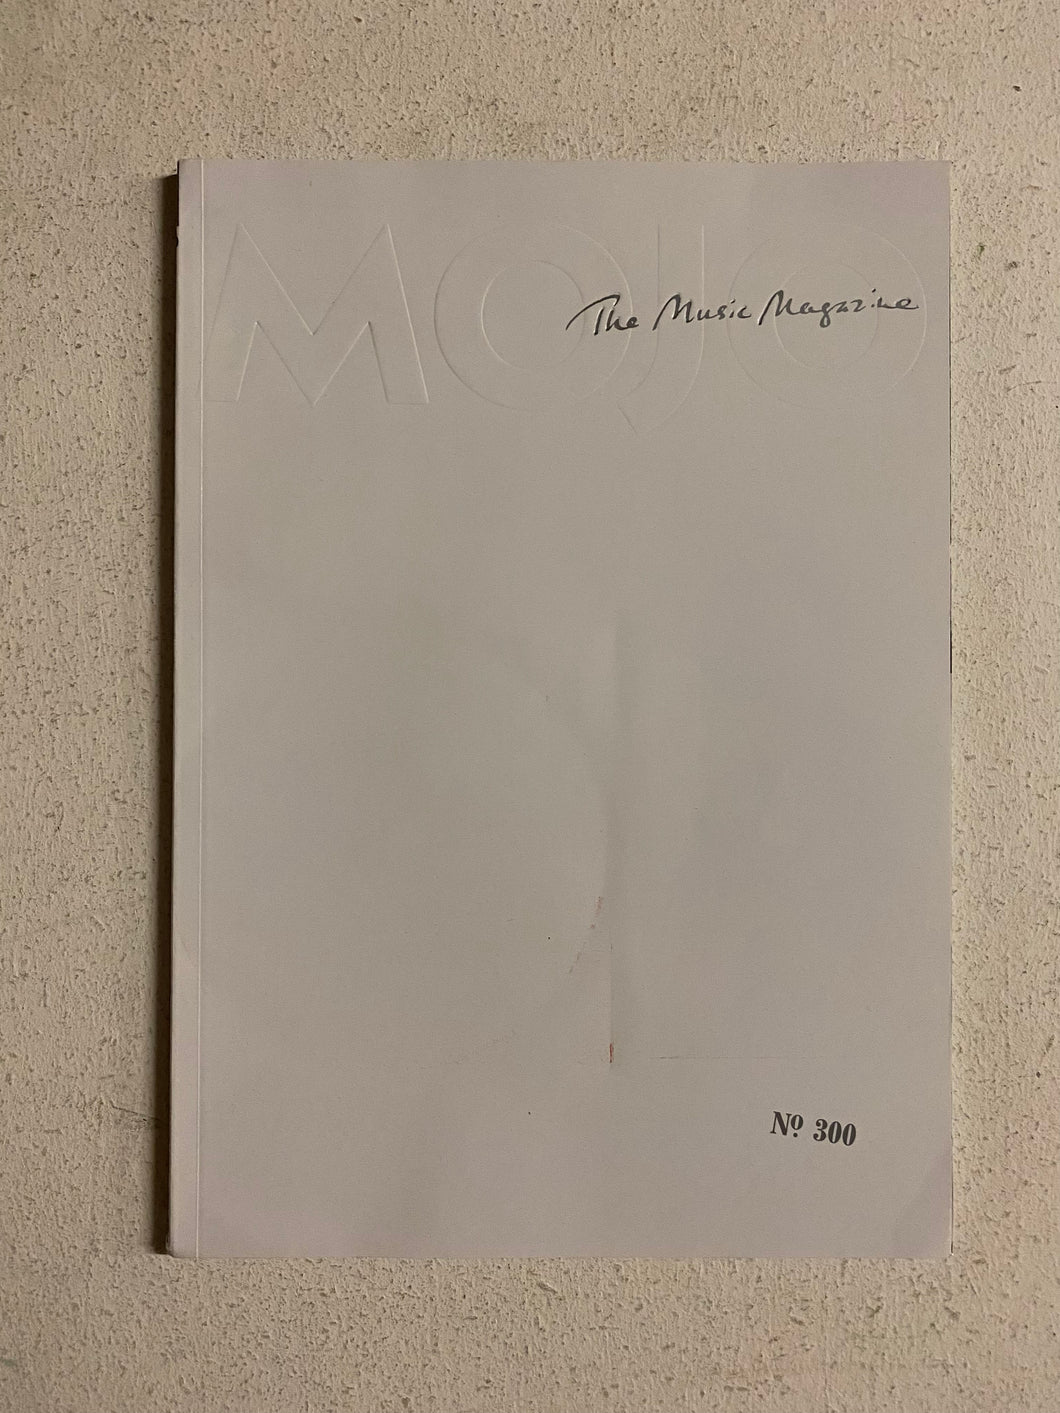 MOJO
The Music Magazine
Nº 300